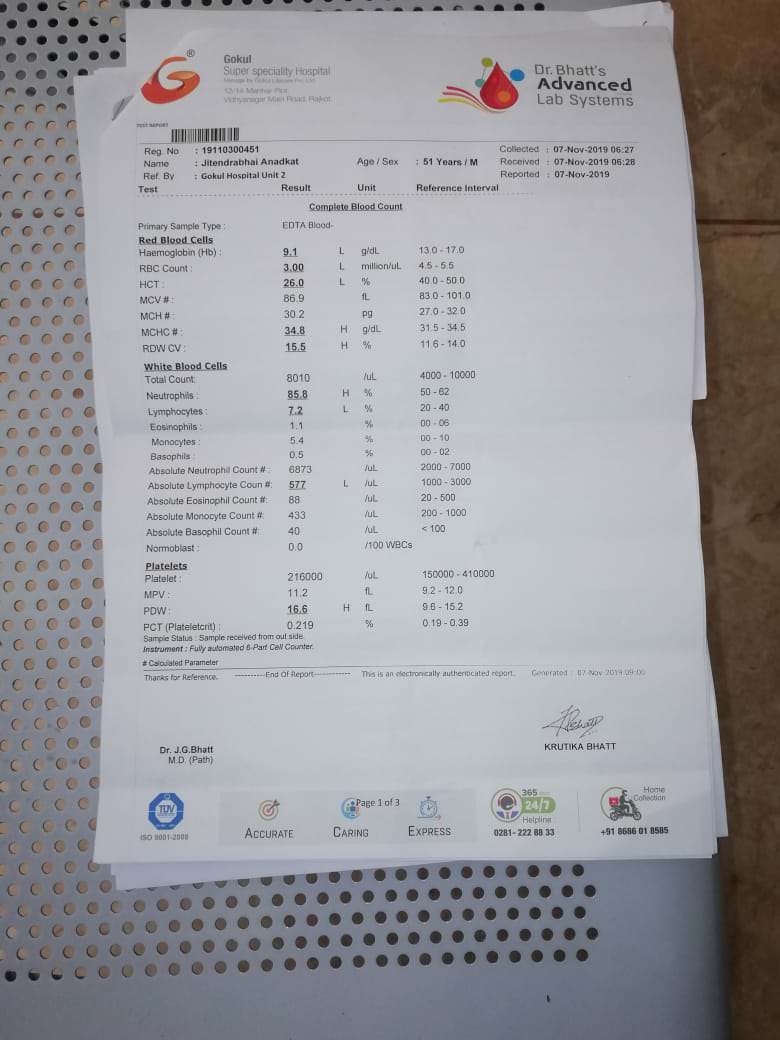 Gokul
Super speciality Hospital
Manage by Gokul Lifecare Pvt. Ltd.
12/14 Manhar Plot,
Vidhyanagar Main Road, Rajkot.
Dr. Bhatt's
Advanced
Lab Systems
TEST REPORT
Reg. No : 19110300451 Collected : 07-Nov-2019 06:27
Name : Jitendrabhai Anadkat Age / Sex : 51 Years / M Received : 07-Nov-2019 06:28
Ref. By : Gokul Hospital Unit 2 Reported : 07-Nov-2019
Test Result Unit Reference Interval
Complete Blood Count
Primary Sample Type : EDTA Blood-
Red Blood Cells
Haemoglobin (Hb) : 9.1 L g/dL 13.0 - 17.0
RBC Count : 3.00 L million/uL 4.5 - 5.5
HCT : 26.0 L % 40.0 - 50.0
MCV # : 86.9 fL 83.0 - 101.0
MCH # : 30.2 pg 27.0 - 32.0
MCHC # : 34.8 H g/dL 31.5 - 34.5
RDW CV : 15.5 H % 11.6 - 14.0
White Blood Cells
Total Count: 8010 /uL 4000 - 10000
Neutrophils : 85.8 H % 50 - 62
Lymphocytes : 7.2 L % 20 - 40
Eosinophils : 1.1 % 00 - 06
Monocytes : 5.4 % 00 - 10
Basophils : 0.5 % 00 - 02
Absolute Neutrophil Count # : 6873 /uL 2000 - 7000
Absolute Lymphocyte Coun #: 577 L /uL 1000 - 3000
Absolute Eosinophil Count #: 88 /uL 20 - 500
Absolute Monocyte Count #: 433 /uL 200 - 1000
Absolute Basophil Count #: 40 /uL < 100
Normoblast : 0.0 /100 WBCs
Platelets
Platelet : 216000 /uL 150000 - 410000
MPV : 11.2 fL 9.2 - 12.0
PDW : 16.6 H fL 9.6 - 15.2
PCT (Plateletcrit) : 0.219 % 0.19 - 0.39
Sample Status : Sample received from out side.
Instrument : Fully automated 6-Part Cell Counter.
# Calculated Parameter
Thanks for Reference. ----------End Of Report------------ This is an electronically authenticated report. Generated : 07-Nov-2019 09:00
Dr. J.G.Bhatt
M.D. (Path)
KRUTIKA BHATT
TÜV
ISO 9001-2008
ACCURATE
Page 1 of 3
CARING
EXPRESS
365
24/7
Helpline
0281- 222 88 33
Home
Collection
+91 8686 01 8585